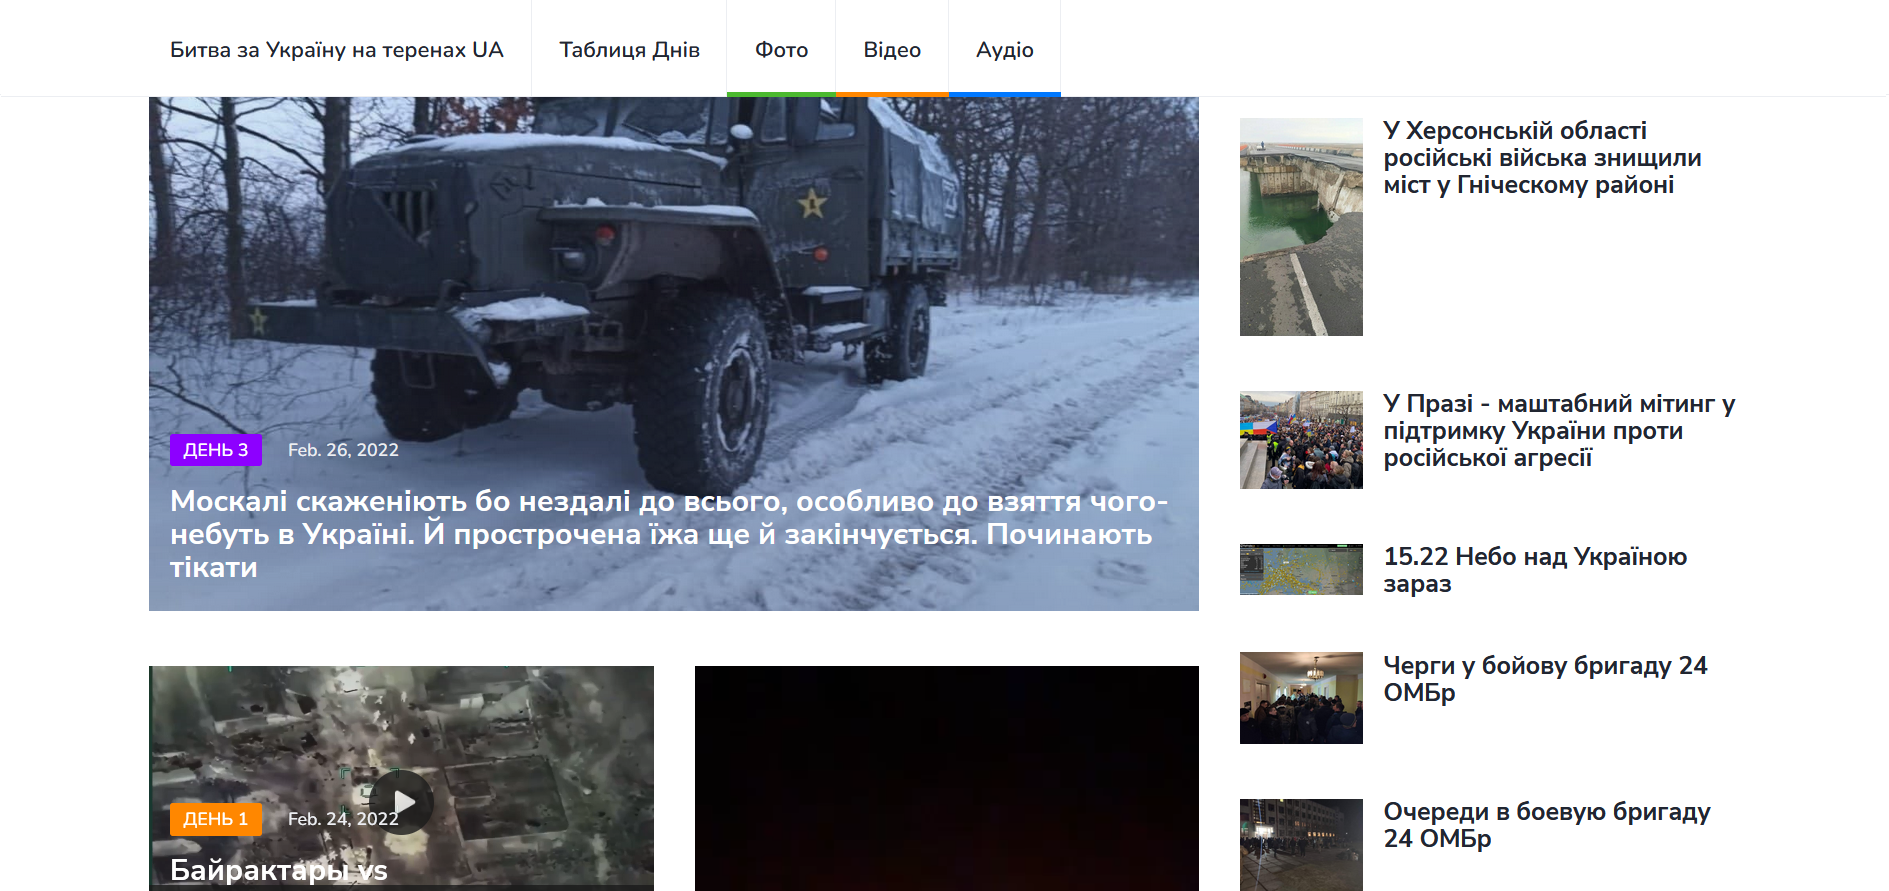 Битва за Україну на теренах UA
Таблиця Днів
Фото
Відео
Аудіо
ДЕНЬ 3
Feb. 26, 2022
Москалі скаженіють бо нездалі до всього, особливо до взяття чого-
небуть в Україні. Й прострочена їжа ще й закінчується. Починають
тікати
ДЕНЬ 1
Feb. 24, 2022
Байрактары vs
У Херсонській області
російські війська знищили
міст у Гніческому районі
У Празі - маштабний мітинг у
підтримку України проти
російської агресії
15.22 Небо над Україною
зараз
Черги у бойову бригаду 24
ОМБр
Очереди в боевую бригаду
24 ОМБр